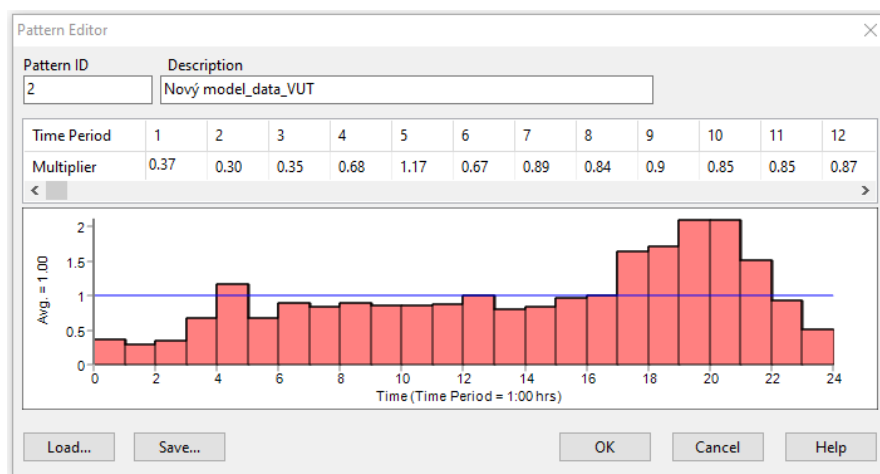 Pattern Editor
Pattern ID Description
2 Nový model_data_VUT
Time Period 1 2 3 4 5 6 7 8 9 10 11 12
Multiplier 0.37 0.30 0.35 0.68 1.17 0.67 0.89 0.84 0.9 0.85 0.85 0.87
Avg. = 1.00
2
1.5
1
0.5
0
0 2 4 6 8 10 12 14 16 18 20 22 24
Time (Time Period = 1:00 hrs)
Load... Save... OK Cancel Help